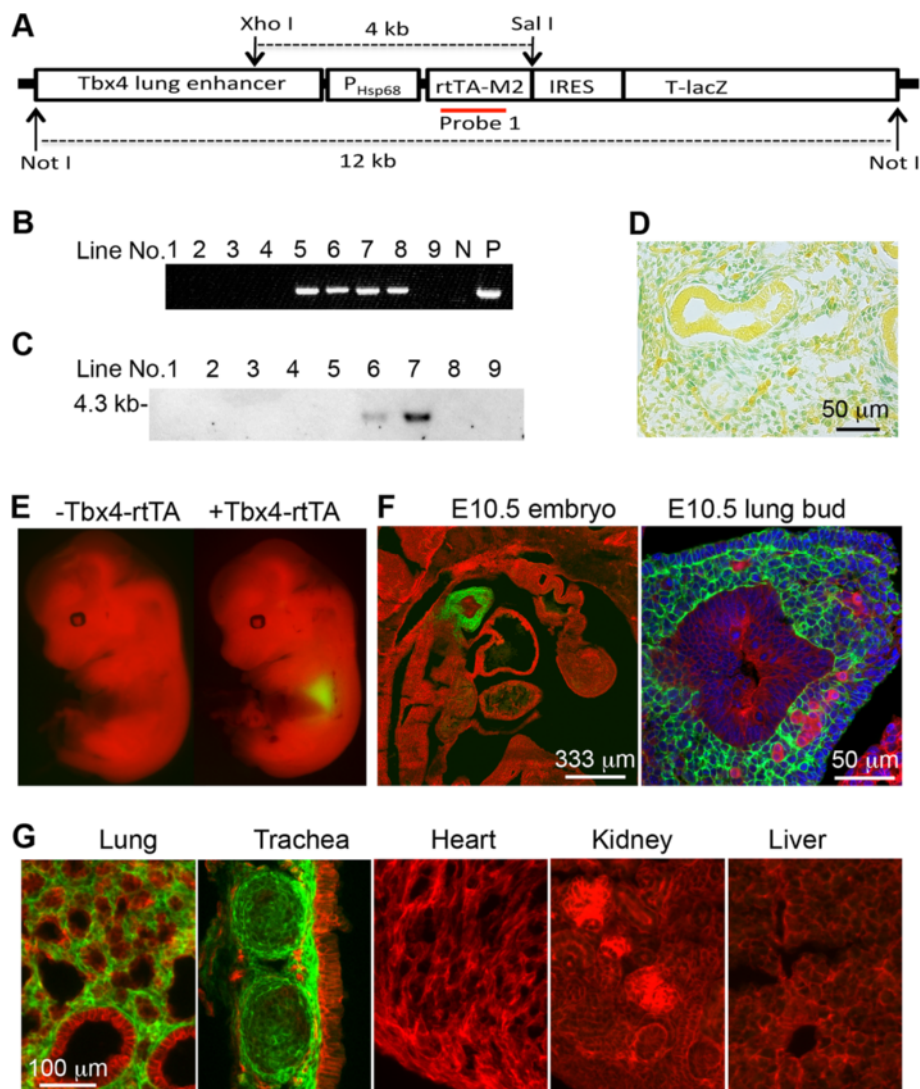 A
Xho I
Sal I
4 kb
Tbx4 lung enhancer
P Hsp68
rtTA-M2
IRES
T-lacZ
Probe 1
Not I
12 kb
Not I
B
Line No.1 2 3 4 5 6 7 8 9 N P
C
Line No.1 2 3 4 5 6 7 8 9
4.3 kb-
D
50 μm
E
-Tbx4-rtTA +Tbx4-rtTA
F
E10.5 embryo
E10.5 lung bud
333 μm
50 μm
G
Lung Trachea Heart Kidney Liver
100 μm